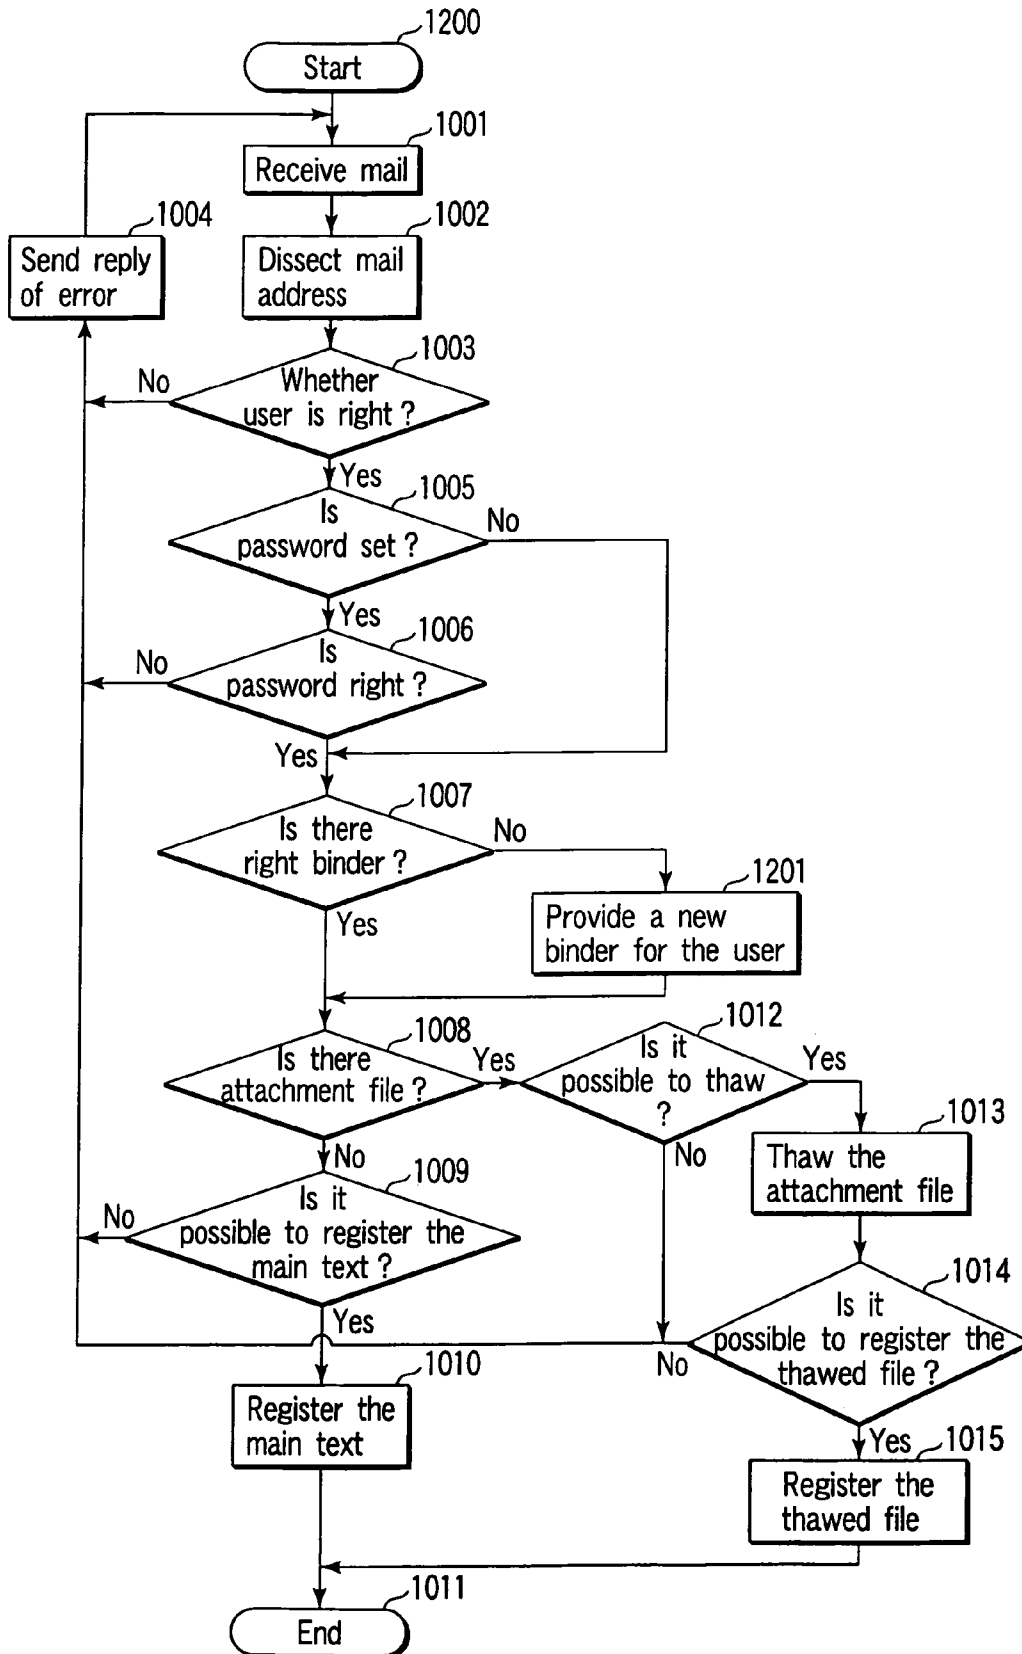 1200
Start
1001
Receive mail
1004
Send reply
of error
1002
Dissect mail
address
1003
Whether
user is right ?
No
Yes
1005
Is
password set ?
No
Yes
1006
Is
password right ?
No
Yes
1007
Is there
right binder ?
No
Yes
1201
Provide a new
binder for the user
1008
Is there
attachment file ?
Yes
No
1012
Is it
possible to thaw
?
Yes
No
1013
Thaw the
attachment file
1009
Is it
possible to register the
main text ?
No
Yes
1014
Is it
possible to register the
thawed file ?
No
Yes
1010
Register the
main text
1015
Register the
thawed file
1011
End